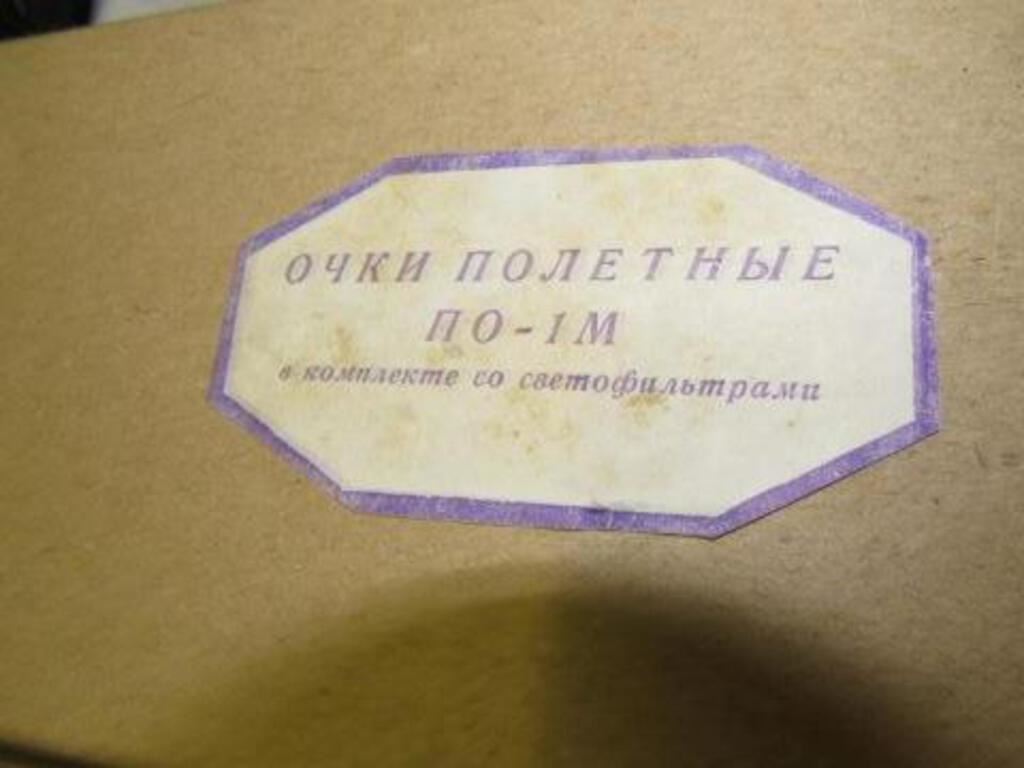 ОЧКИ ПОЛЕТНЫЕ
ПО-1М
в комплекте со светофильтрами